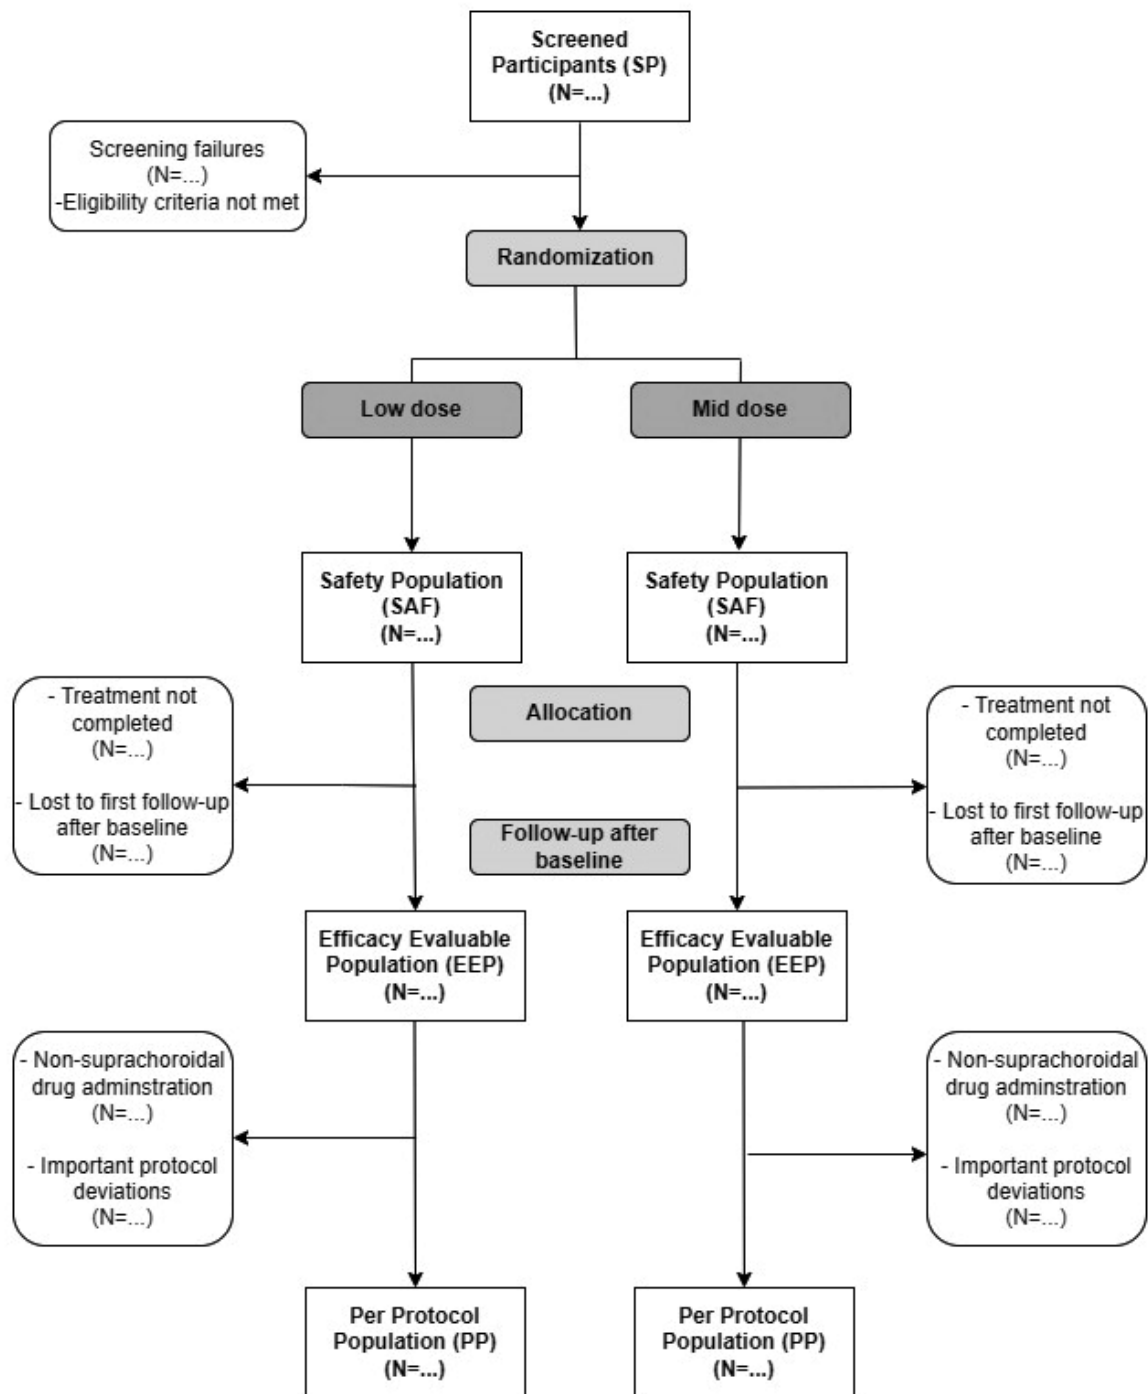 Screened
Participants (SP)
(N=...)
Screening failures
(N=...)
-Eligibility criteria not met
Randomization
Low dose
Mid dose
Safety Population
(SAF)
(N=...)
Safety Population
(SAF)
(N=...)
- Treatment not
completed
(N=...)
- Lost to first follow-up
after baseline
(N=...)
Allocation
Follow-up after
baseline
- Treatment not
completed
(N=...)
- Lost to first follow-up
after baseline
(N=...)
Efficacy Evaluable
Population (EEP)
(N=...)
Efficacy Evaluable
Population (EEP)
(N=...)
- Non-suprachoroidal
drug adminstration
(N=...)
- Important protocol
deviations
(N=...)
- Non-suprachoroidal
drug adminstration
(N=...)
- Important protocol
deviations
(N=...)
Per Protocol
Population (PP)
(N=...)
Per Protocol
Population (PP)
(N=...)